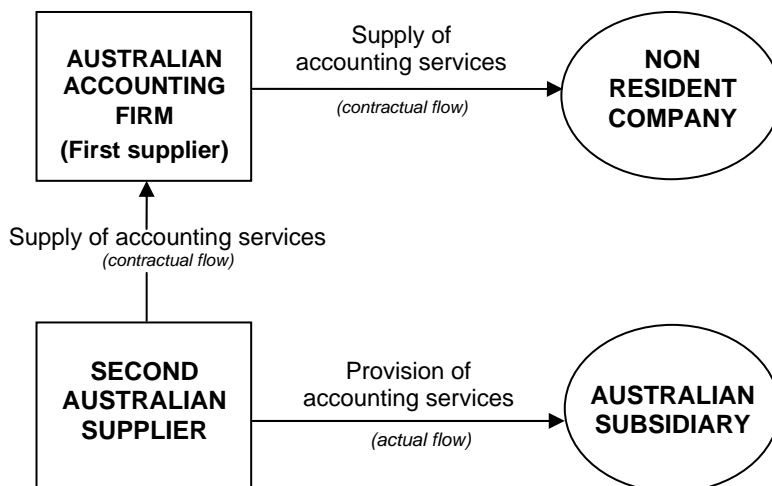 AUSTRALIAN
ACCOUNTING
FIRM
(First supplier)
Supply of
accounting services
(contractual flow)
NON
RESIDENT
COMPANY
Supply of accounting services
(contractual flow)
SECOND
AUSTRALIAN
SUPPLIER
Provision of
accounting services
(actual flow)
AUSTRALIAN
SUBSIDIARY